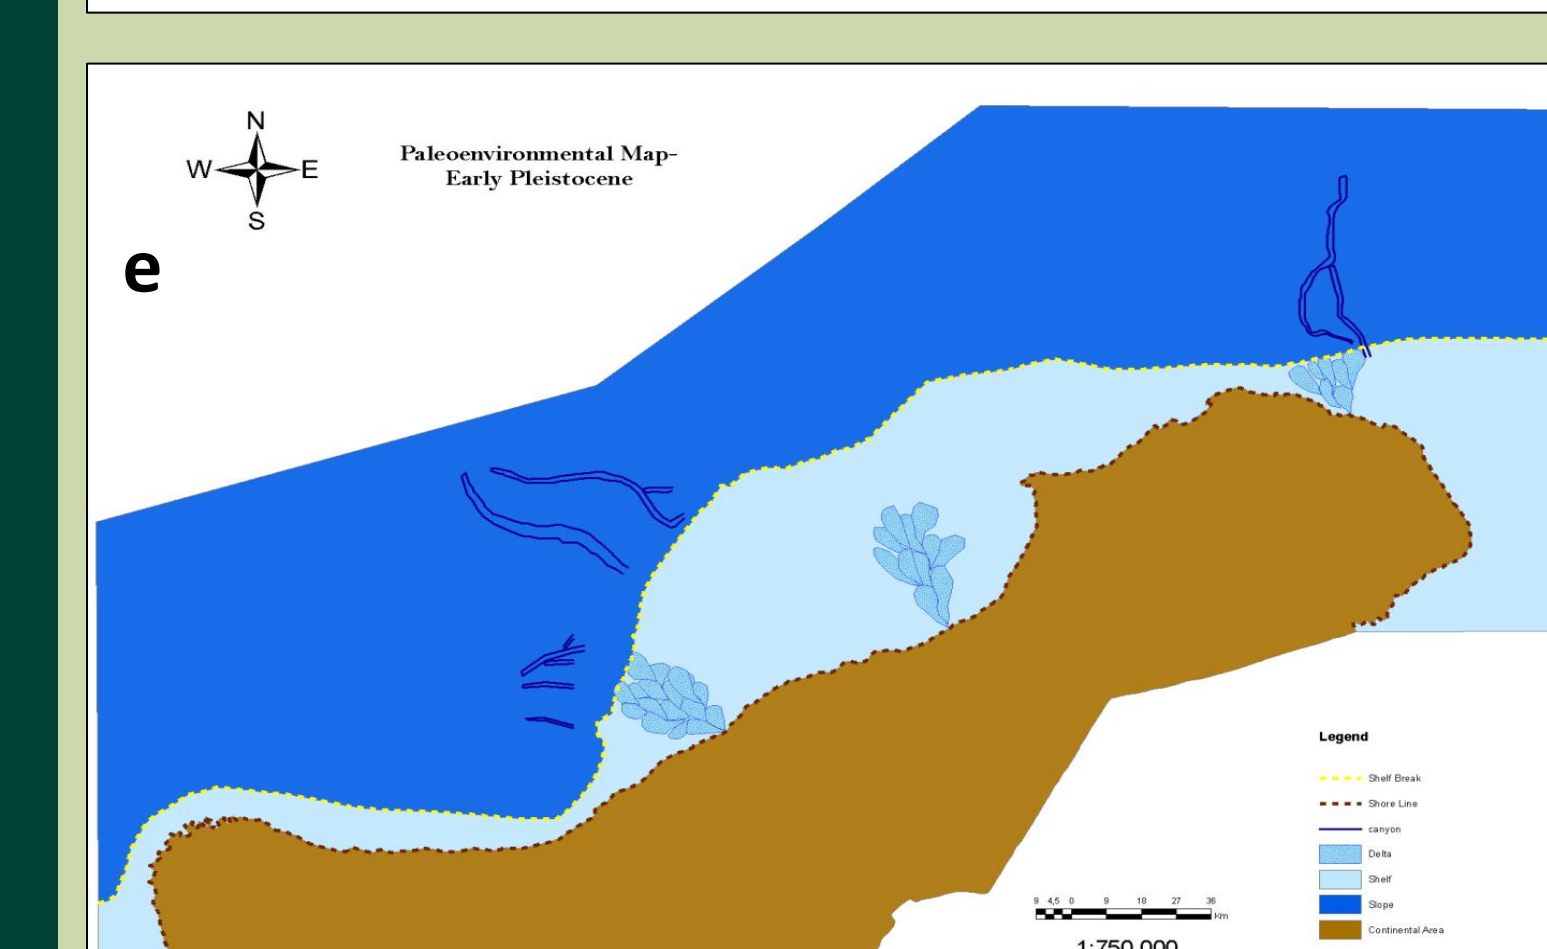 N
W E
S
Paleoenvironmental Map-
Early Pleistocene
e
Legend
Shelf Break
Shore Line
canyon
Delta
Shelf
Slope
Continental Area
9 4,5 0 9 18 27 36
Km
1:750.000